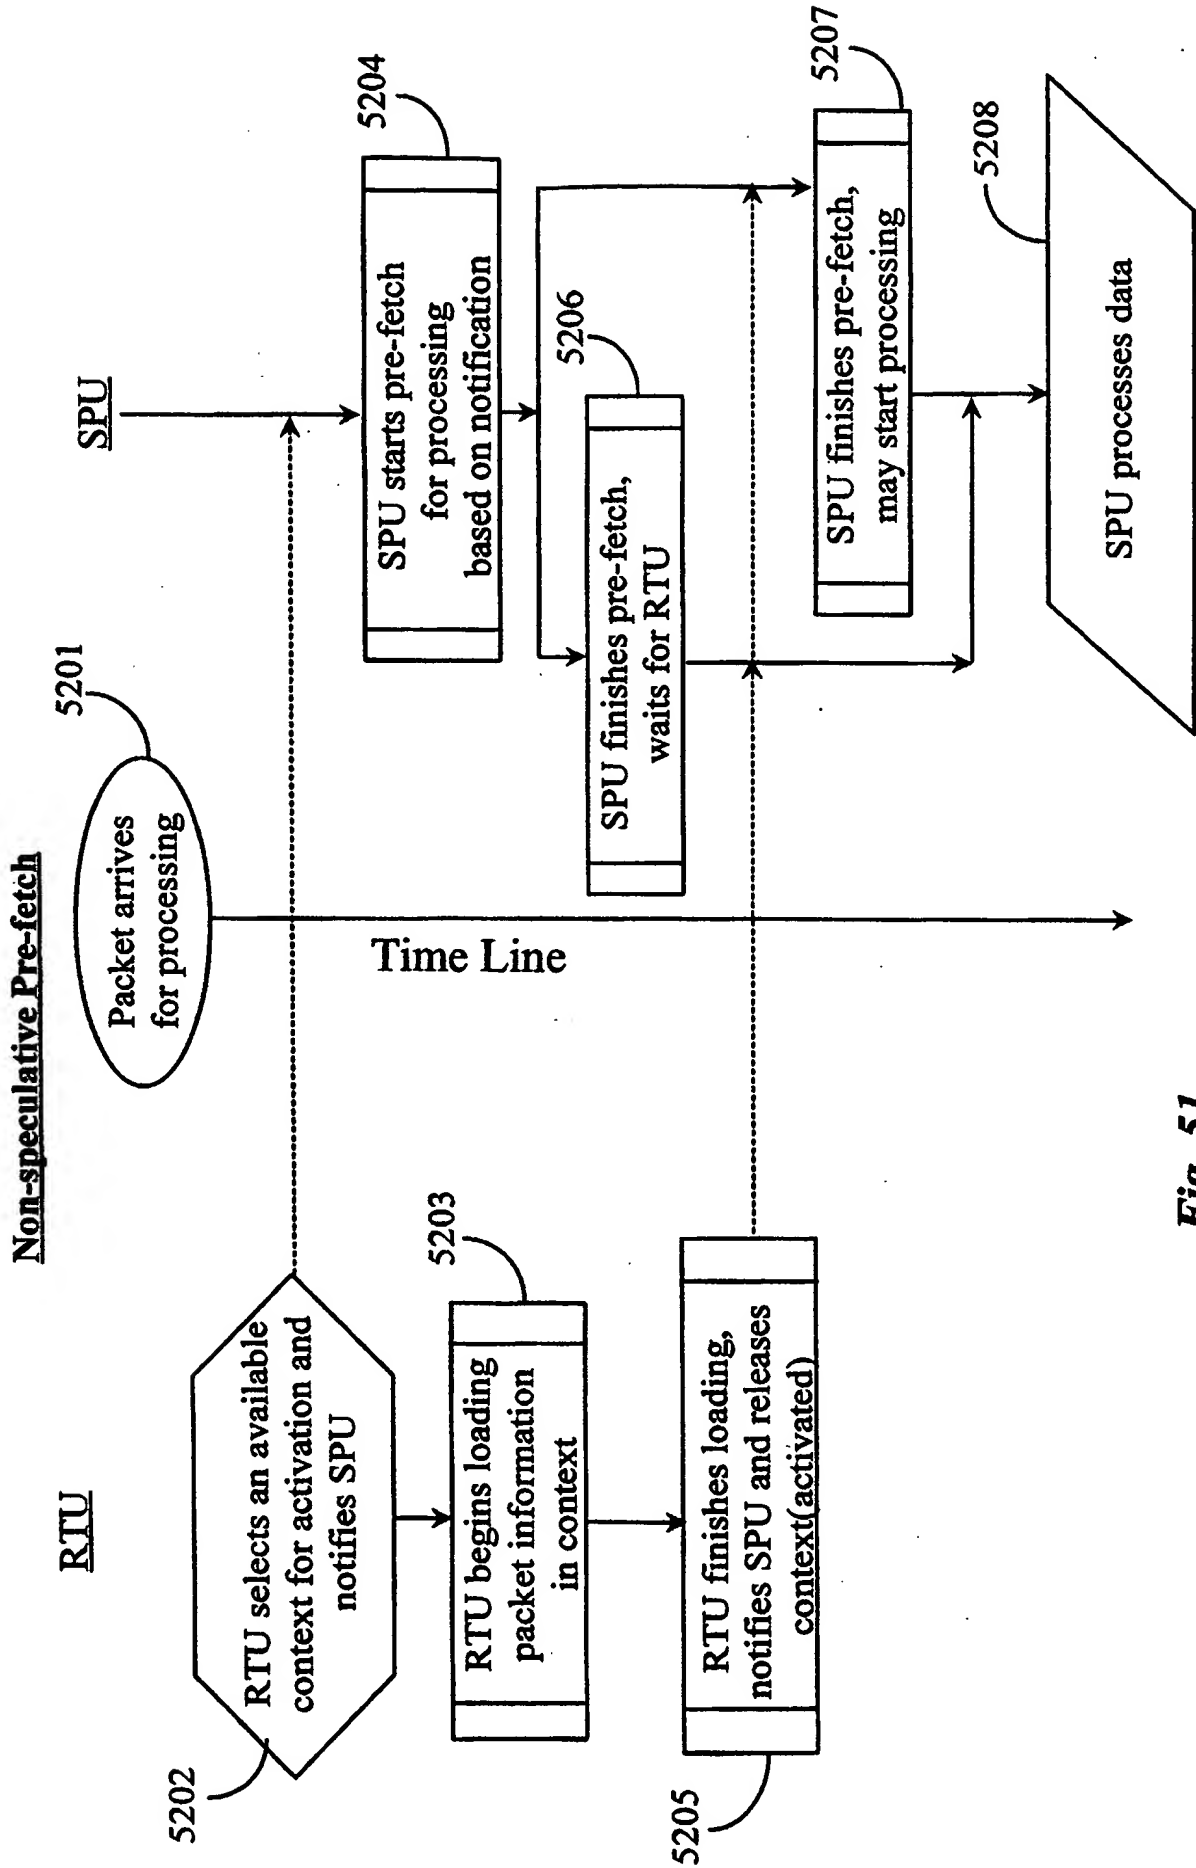 Non-speculative Pre-fetch
RTU
SPU
5201
Packet arrives
for processing
5202
RTU selects an available
context for activation and
notifies SPU
5204
SPU starts pre-fetch
for processing
based on notification
Time Line
5203
RTU begins loading
packet information
in context
5206
SPU finishes pre-fetch,
waits for RTU
5205
RTU finishes loading,
notifies SPU and releases
context(activated)
5207
SPU finishes pre-fetch,
may start processing
5208
SPU processes data
Fig. 51